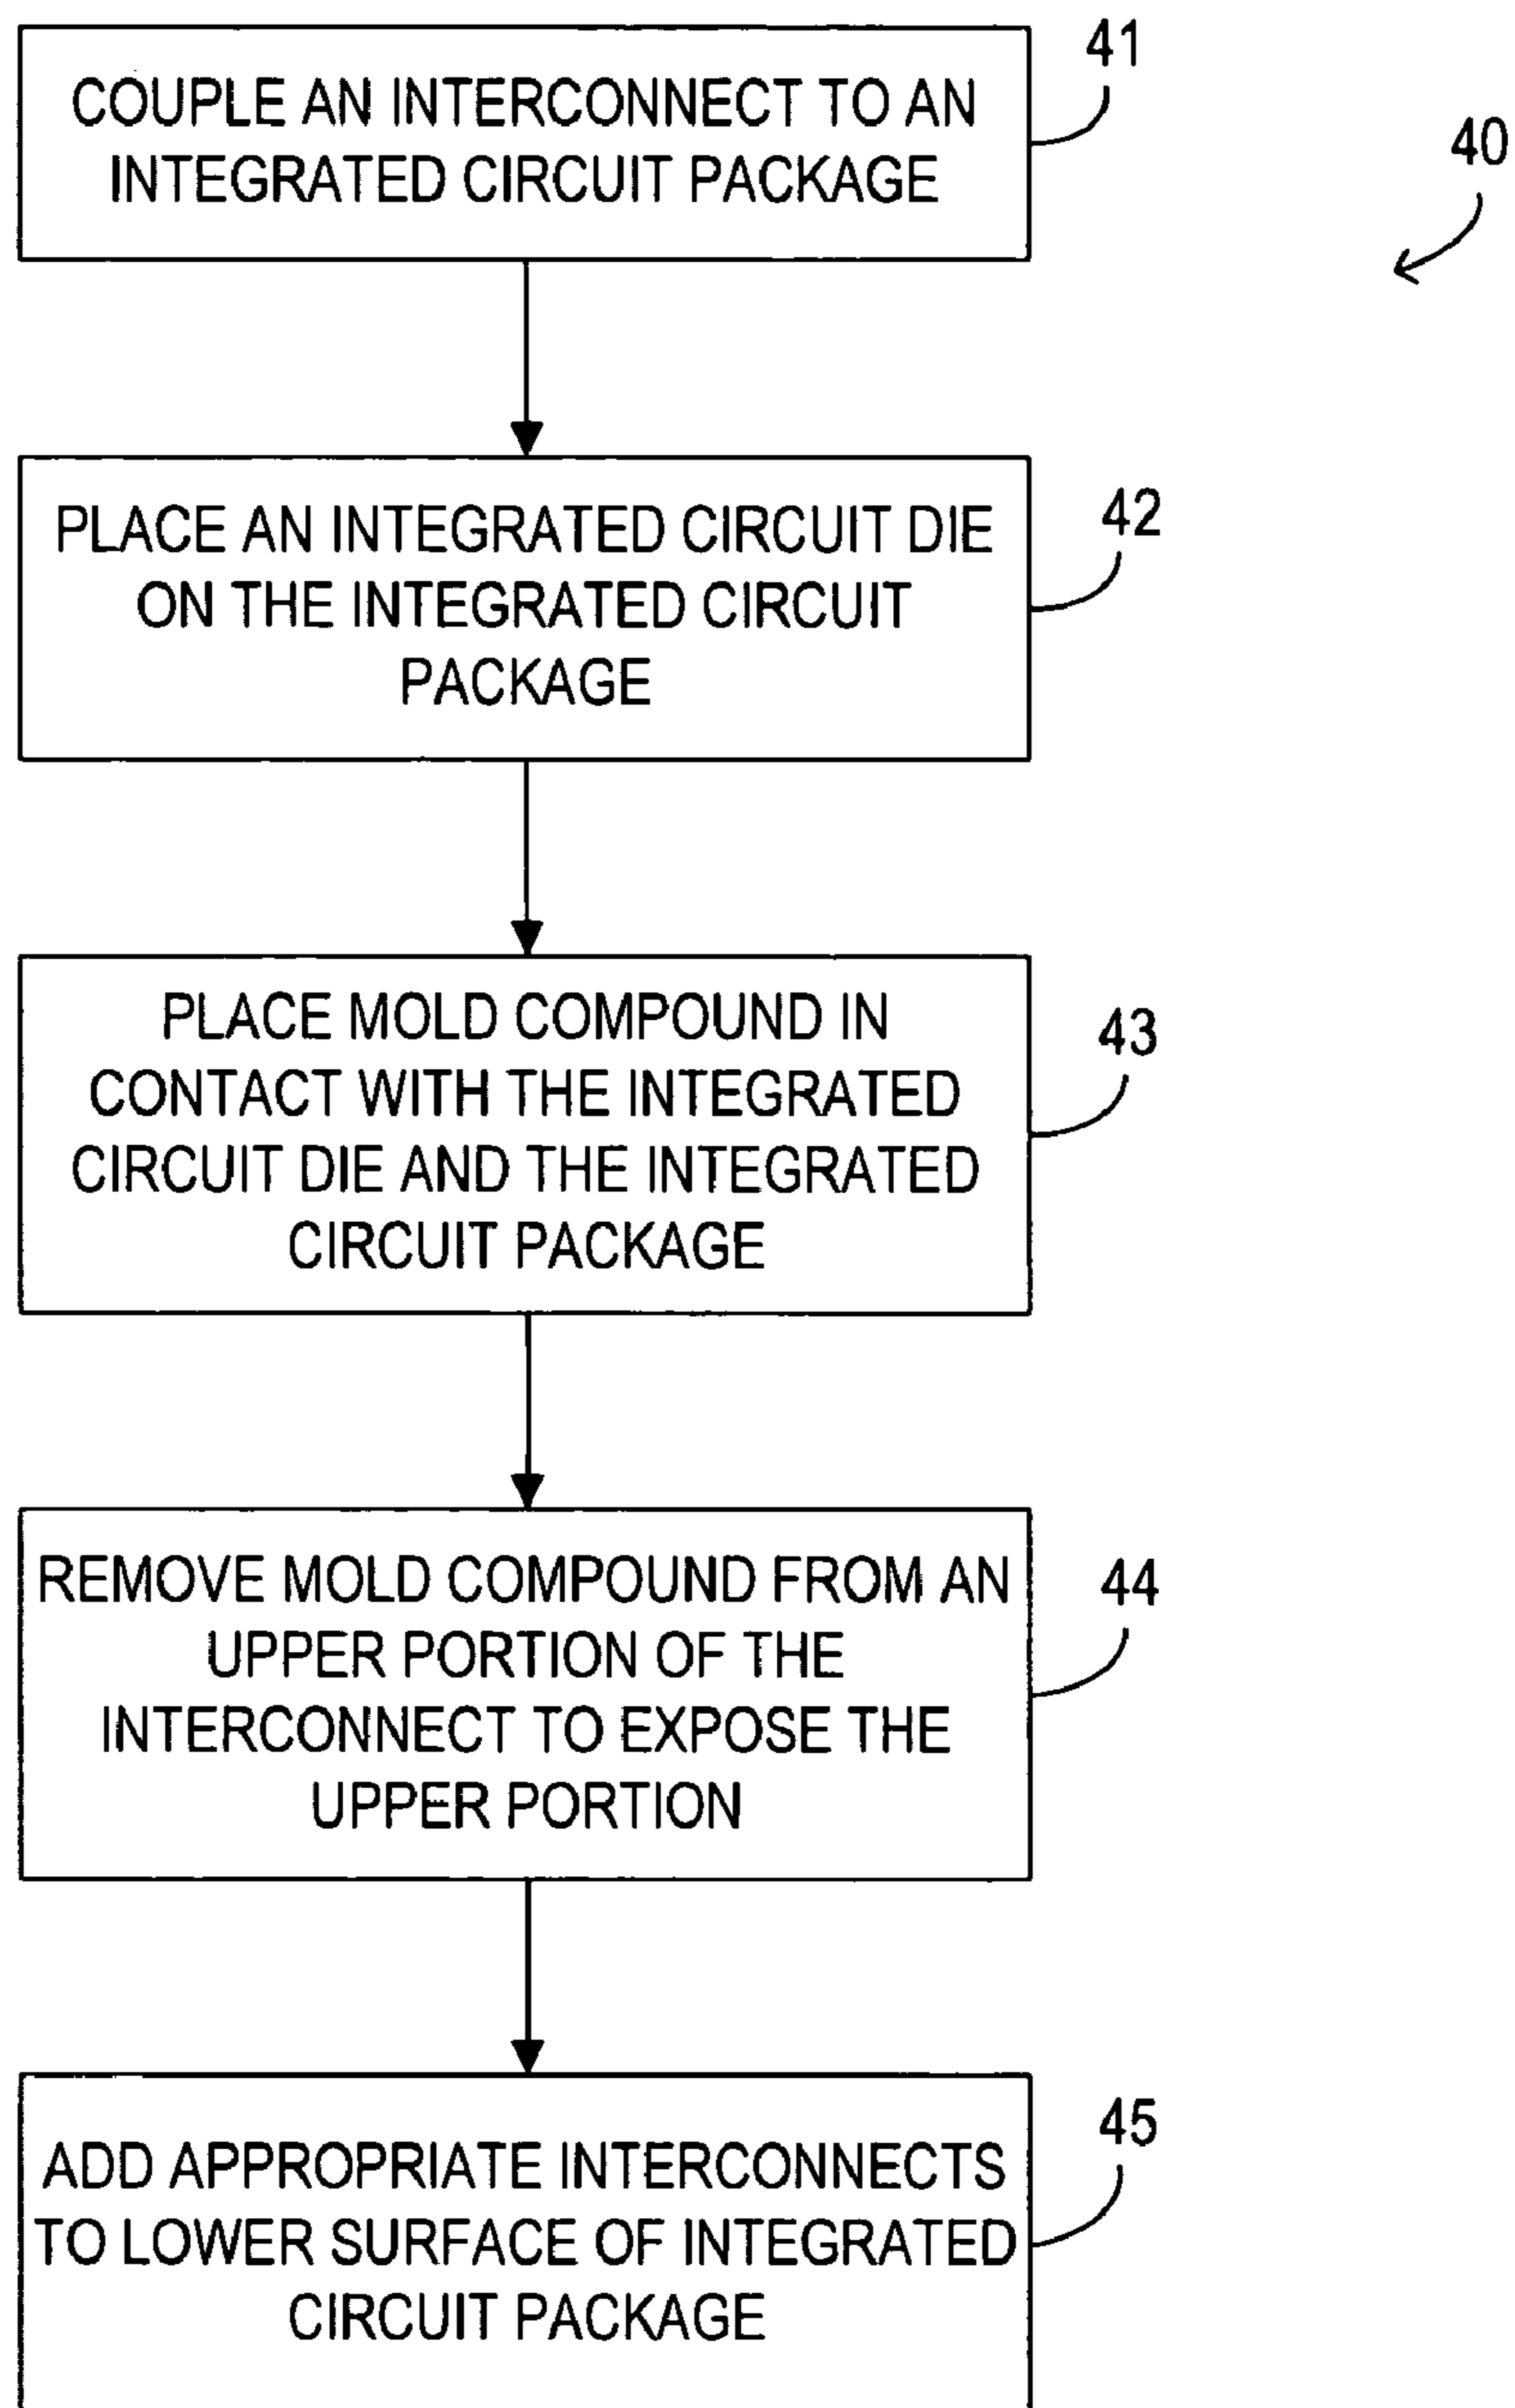 41
COUPLE AN INTERCONNECT TO AN
INTEGRATED CIRCUIT PACKAGE
40
42
PLACE AN INTEGRATED CIRCUIT DIE
ON THE INTEGRATED CIRCUIT
PACKAGE
43
PLACE MOLD COMPOUND IN
CONTACT WITH THE INTEGRATED
CIRCUIT DIE AND THE INTEGRATED
CIRCUIT PACKAGE
44
REMOVE MOLD COMPOUND FROM AN
UPPER PORTION OF THE
INTERCONNECT TO EXPOSE THE
UPPER PORTION
45
ADD APPROPRIATE INTERCONNECTS
TO LOWER SURFACE OF INTEGRATED
CIRCUIT PACKAGE